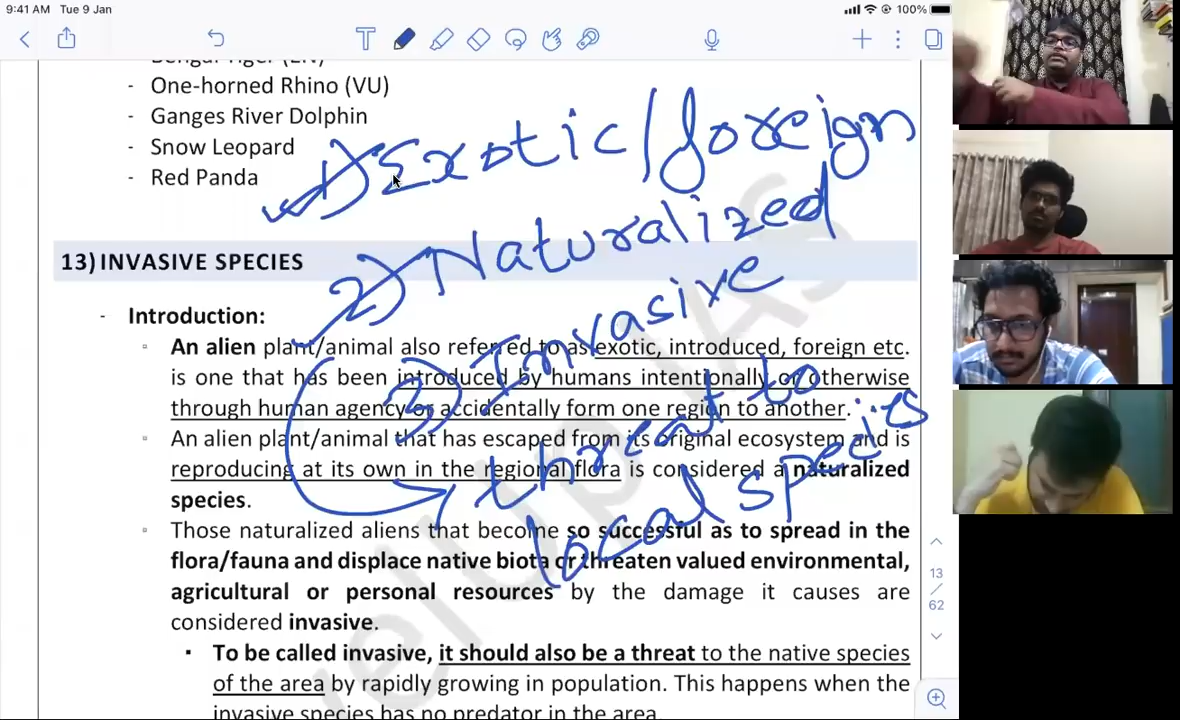 9:41 AM Tue 9 Jan
100%
Bengal Tiger (EN)
- One-horned Rhino (VU)
- Ganges River Dolphin
- Snow Leopard
- Red Panda
1) Exotic/foreign
2) Naturalized
3) Invasive
threat to
local species
13) INVASIVE SPECIES
- Introduction:
An alien plant/animal also referred to as exotic, introduced, foreign etc.
is one that has been introduced by humans intentionally or otherwise
through human agency or accidentally form one region to another.
An alien plant/animal that has escaped from its original ecosystem and is
reproducing at its own in the regional flora is considered a naturalized
species.
Those naturalized aliens that become so successful as to spread in the
flora/fauna and displace native biota or threaten valued environmental,
agricultural or personal resources by the damage it causes are
considered invasive.
▪ To be called invasive, it should also be a threat to the native species
of the area by rapidly growing in population. This happens when the
invasive species has no predator in the area.
13
/
62